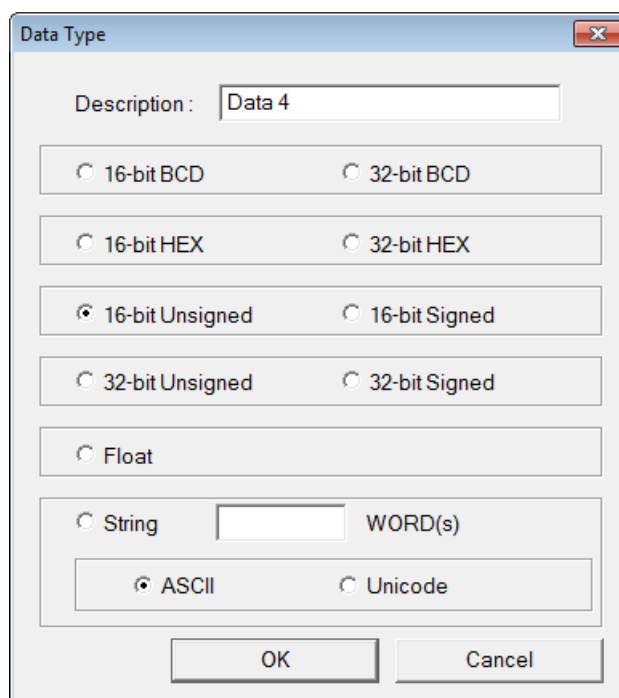 Data Type
Description : Data 4
16-bit BCD 32-bit BCD
16-bit HEX 32-bit HEX
16-bit Unsigned 16-bit Signed
32-bit Unsigned 32-bit Signed
Float
String WORD(s)
ASCII Unicode
OK Cancel